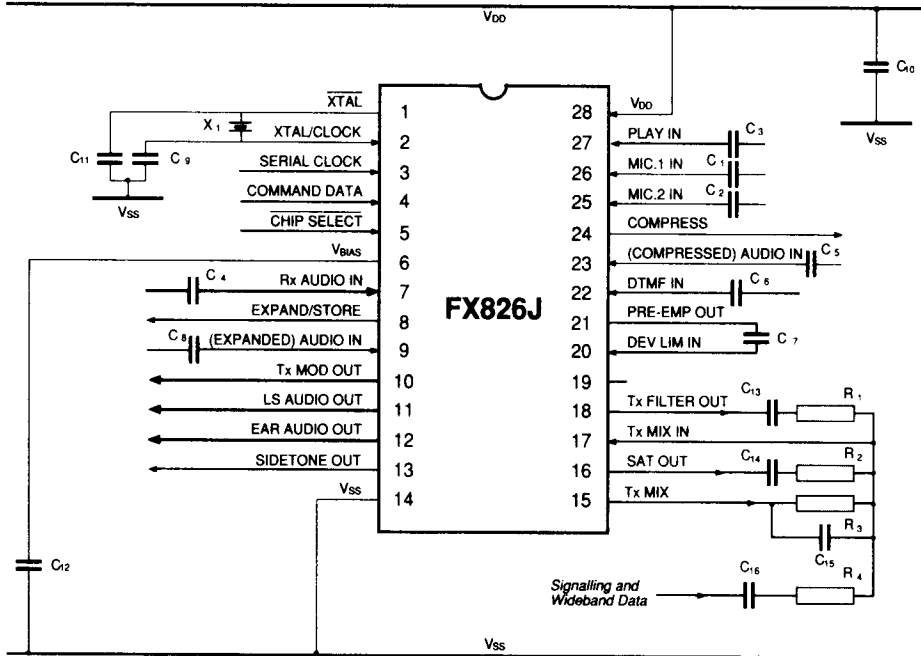 VDD
C10
VSS
XTAL
1
28
VDD
X1
XTAL/CLOCK
2
27
PLAY IN
C3
C11
C9
SERIAL CLOCK
3
26
MIC.1 IN
C1
COMMAND DATA
4
25
MIC.2 IN
C2
VSS
CHIP SELECT
5
24
COMPRESS
VBIAS
6
23
(COMPRESSED) AUDIO IN
C5
C4
Rx AUDIO IN
7
22
DTMF IN
C6
FX826J
EXPAND/STORE
8
21
PRE-EMP OUT
C8
(EXPANDED) AUDIO IN
9
20
DEV LIM IN
C7
Tx MOD OUT
10
19
LS AUDIO OUT
11
18
Tx FILTER OUT
C13
R1
EAR AUDIO OUT
12
17
Tx MIX IN
SIDETONE OUT
13
16
SAT OUT
C14
R2
VSS
14
15
Tx MIX
R3
C15
C12
Signalling and
Wideband Data
C16
R4
VSS